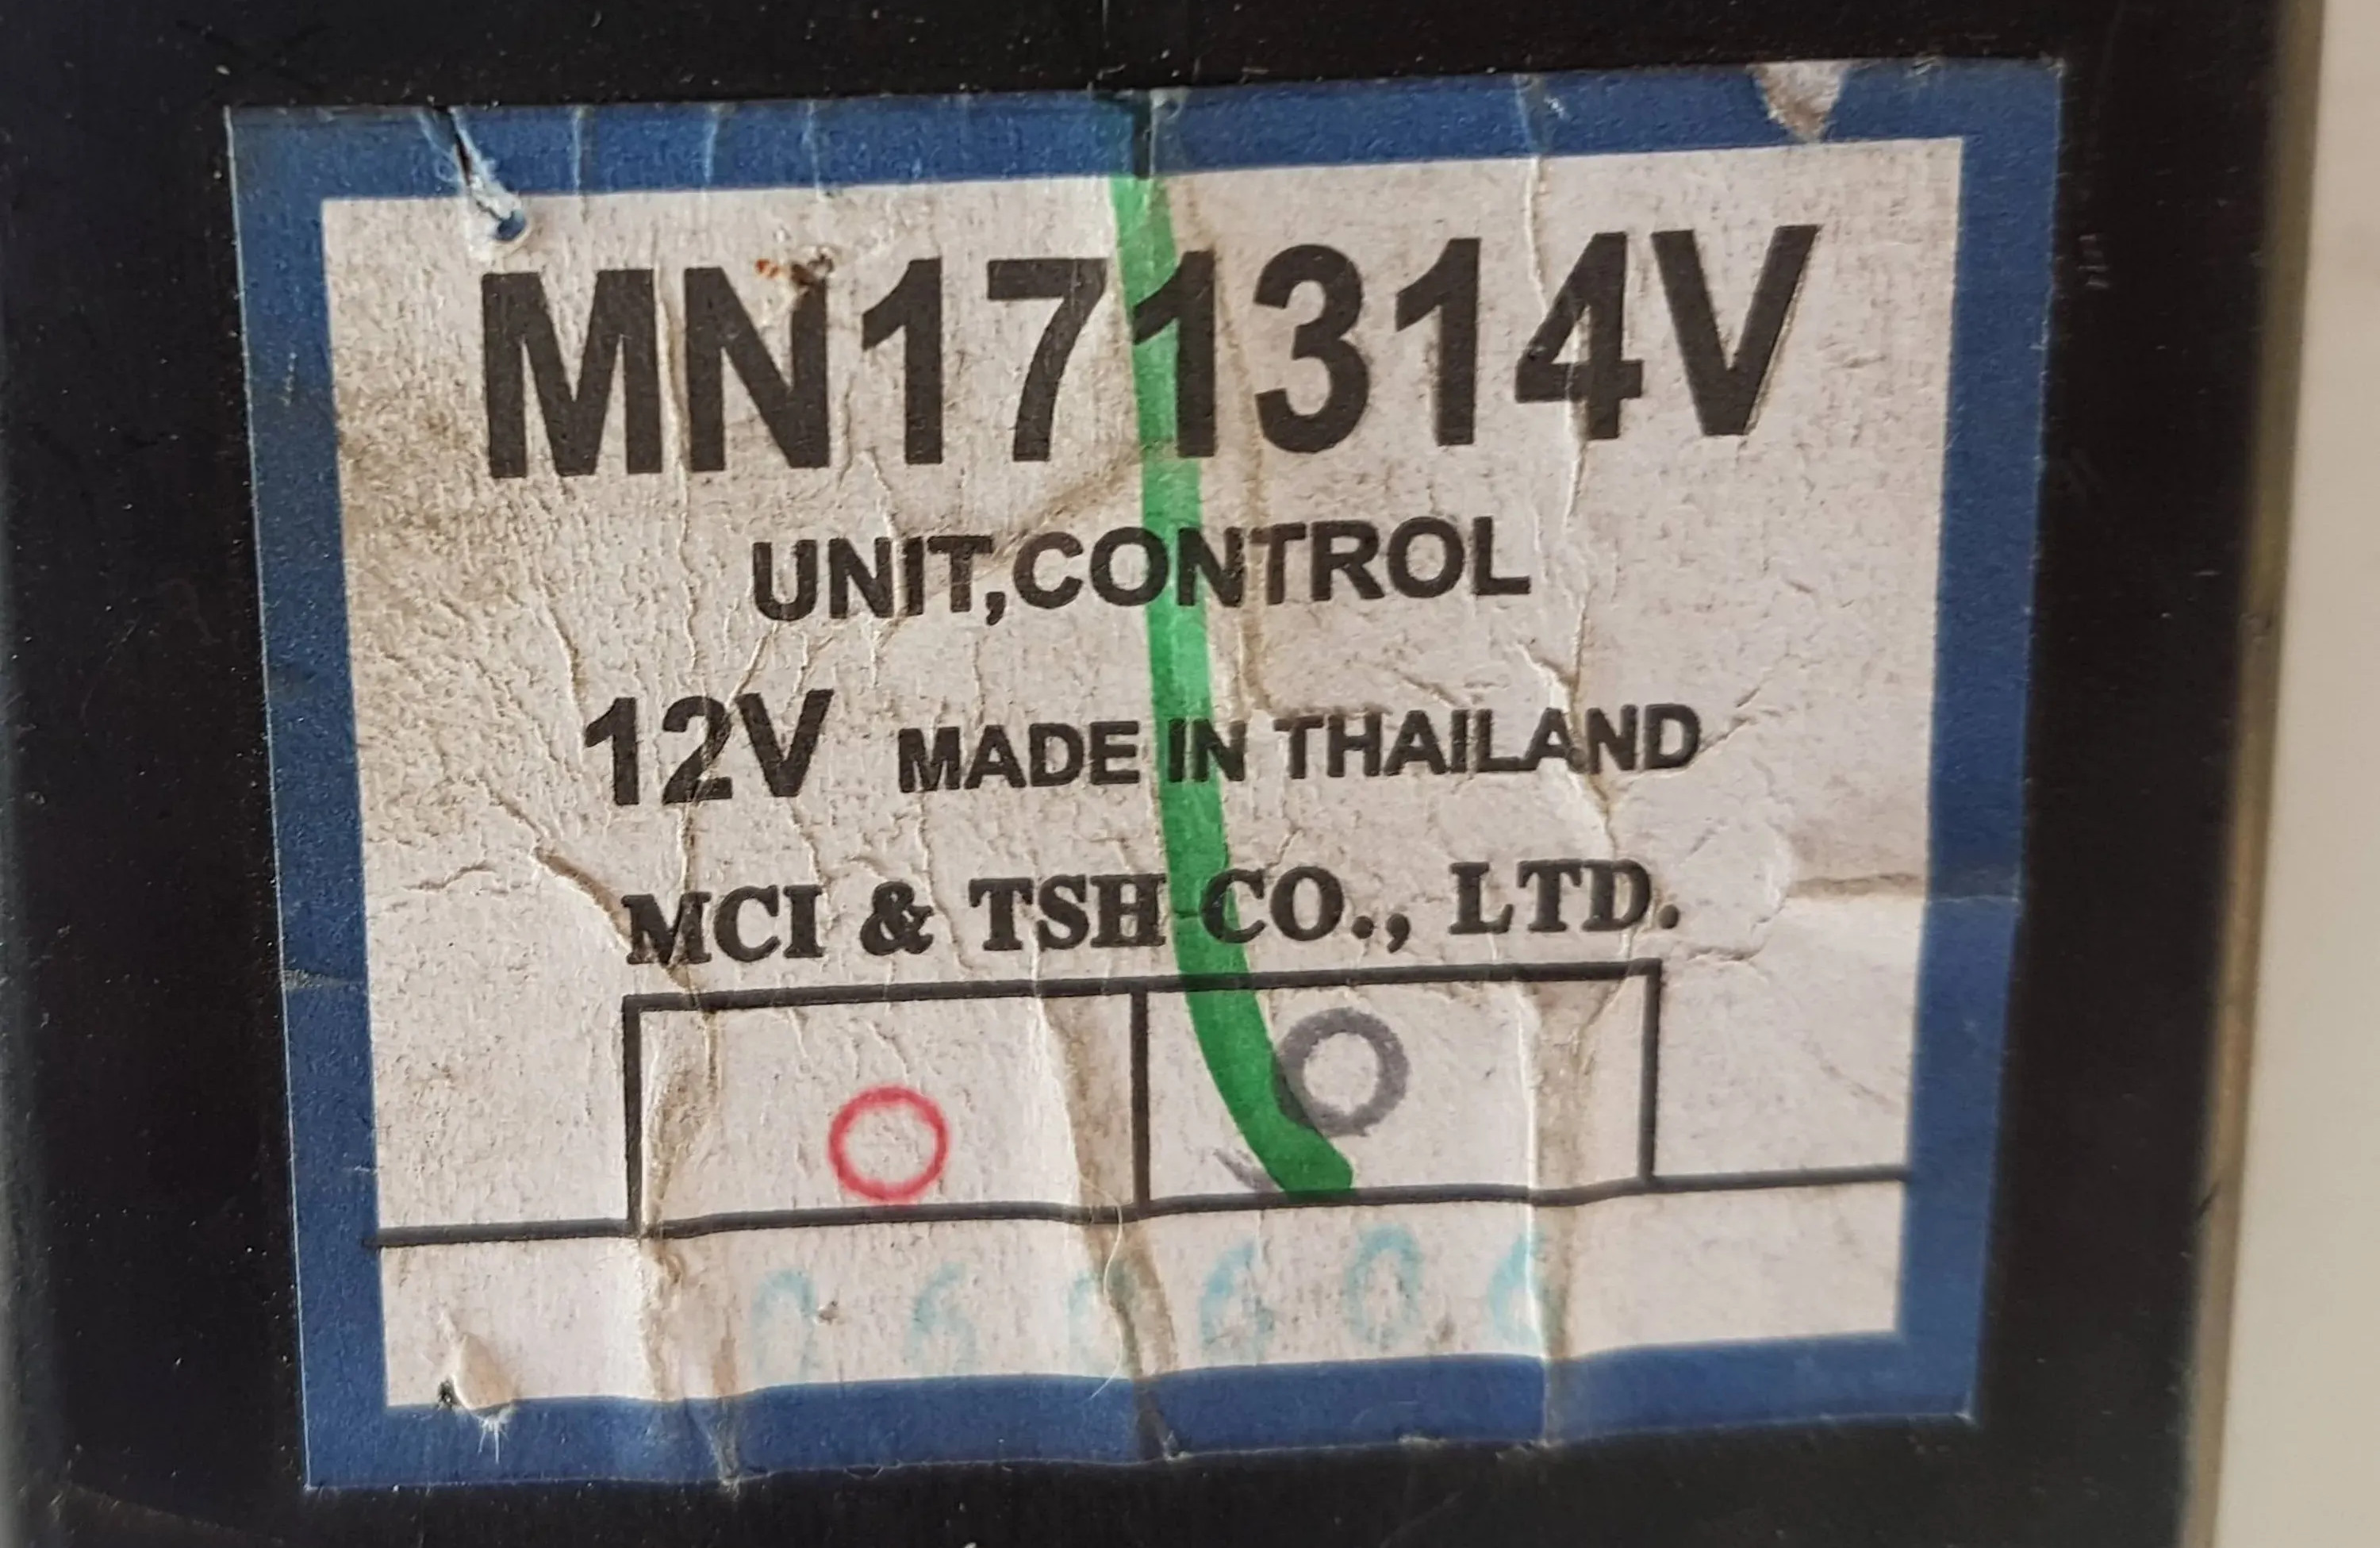 MN171314V
UNIT,CONTROL
12V MADE IN THAILAND
MCI & TSH CO., LTD.